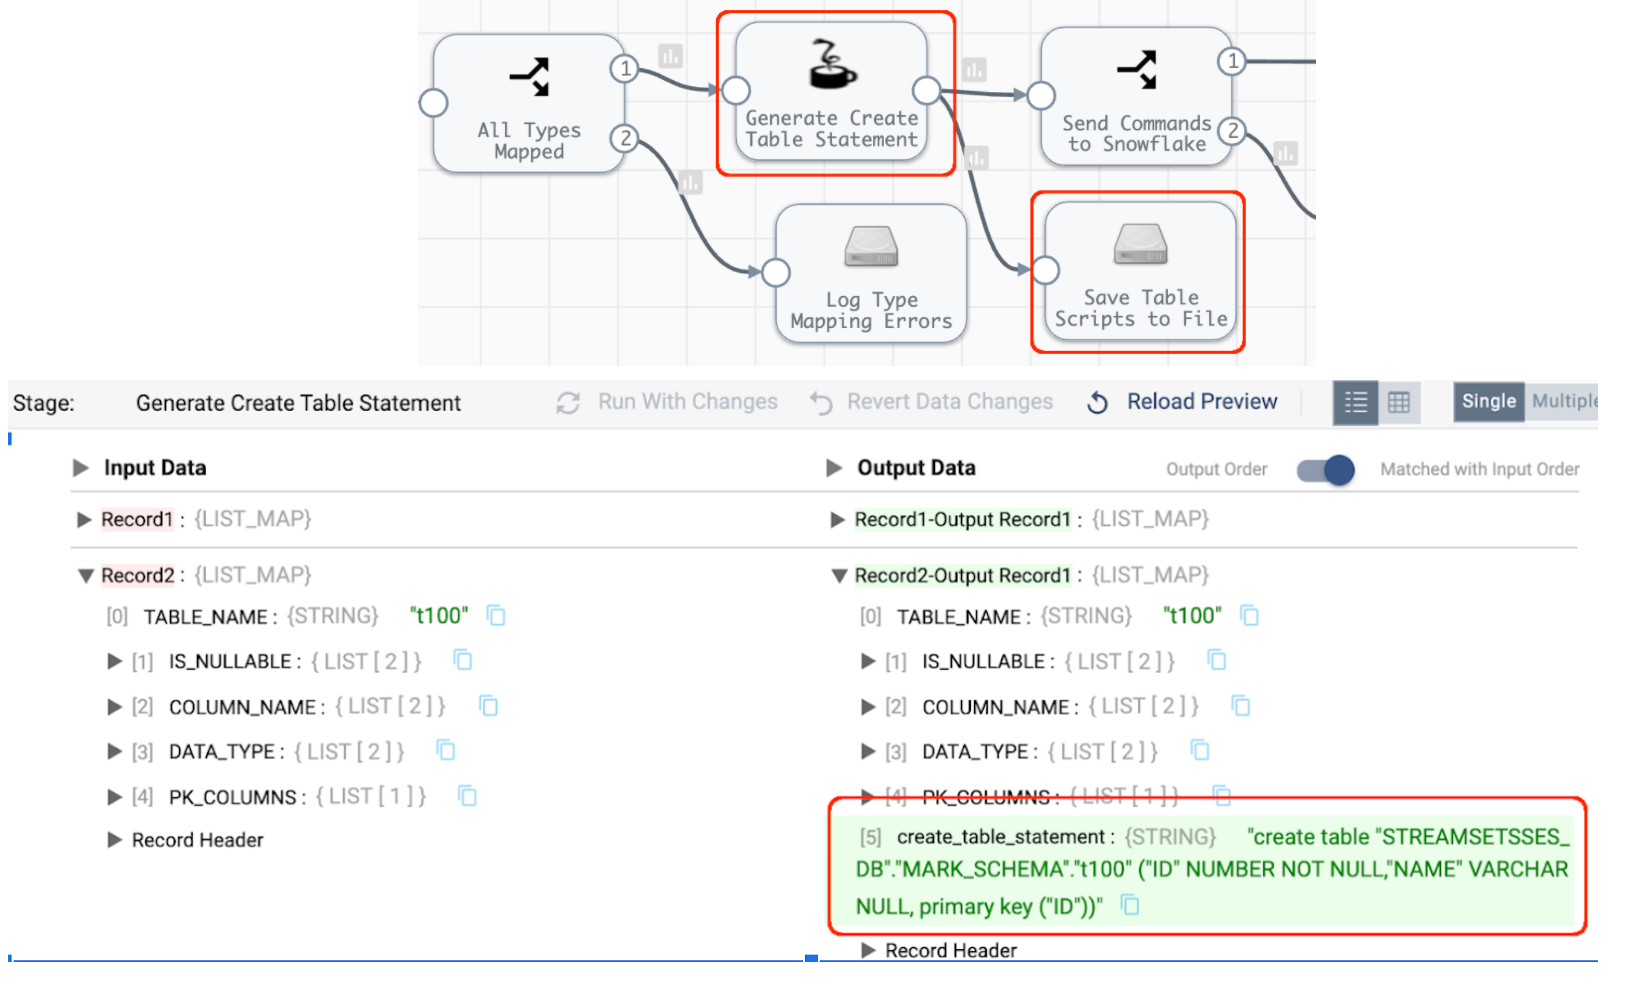 All Types
Mapped
1
2
Generate Create
Table Statement
Send Commands
to Snowflake
1
2
Log Type
Mapping Errors
Save Table
Scripts to File
Stage: Generate Create Table Statement Run With Changes Revert Data Changes Reload Preview Single Multiple
Input Data
Output Data Output Order Matched with Input Order
Record1 : {LIST_MAP}
Record1-Output Record1 : {LIST_MAP}
Record2 : {LIST_MAP}
Record2-Output Record1 : {LIST_MAP}
[0] TABLE_NAME : {STRING} "t100"
[0] TABLE_NAME : {STRING} "t100"
[1] IS_NULLABLE : { LIST [ 2 ] }
[1] IS_NULLABLE : { LIST [ 2 ] }
[2] COLUMN_NAME : { LIST [ 2 ] }
[2] COLUMN_NAME : { LIST [ 2 ] }
[3] DATA_TYPE : { LIST [ 2 ] }
[3] DATA_TYPE : { LIST [ 2 ] }
[4] PK_COLUMNS : { LIST [ 1 ] }
[4] PK_COLUMNS : { LIST [ 1 ] }
Record Header
[5] create_table_statement : {STRING} "create table "STREAMSETSSES_
DB"."MARK_SCHEMA"."t100" ("ID" NUMBER NOT NULL,"NAME" VARCHAR
NULL, primary key ("ID"))"
Record Header